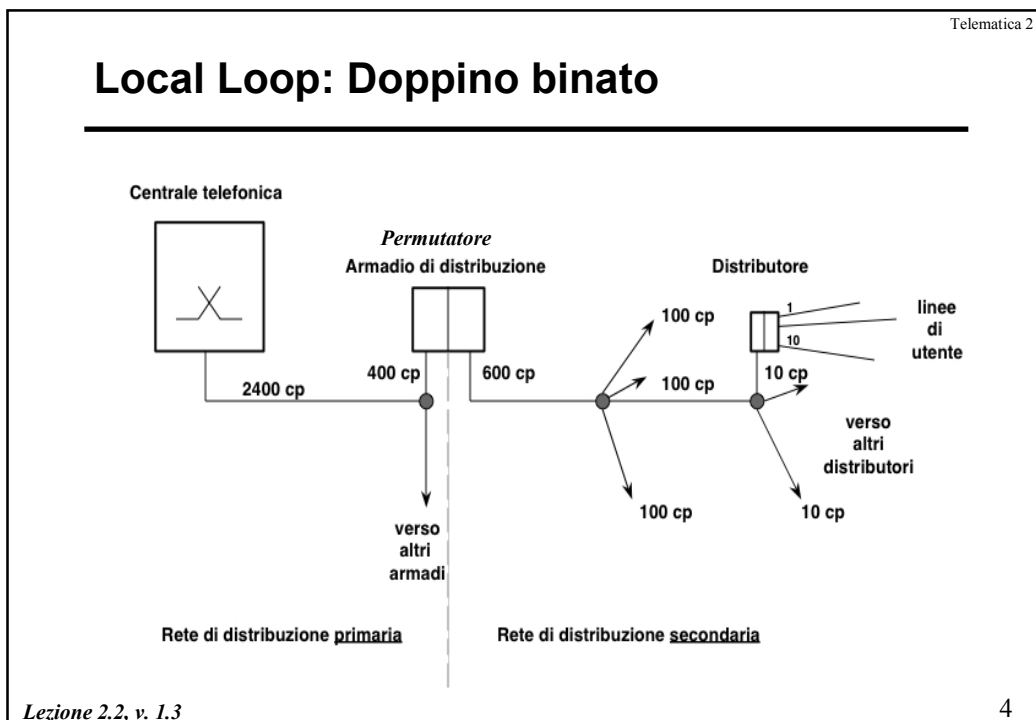 Telematica 2
Local Loop: Doppino binato
Centrale telefonica
Permutatore
Armadio di distribuzione
Distributore
1
10
linee
di
utente
100 cp
2400 cp
400 cp
600 cp
100 cp
10 cp
verso
altri
distributori
100 cp
10 cp
verso
altri
armadi
Rete di distribuzione primaria
Rete di distribuzione secondaria
Lezione 2.2, v. 1.3
4